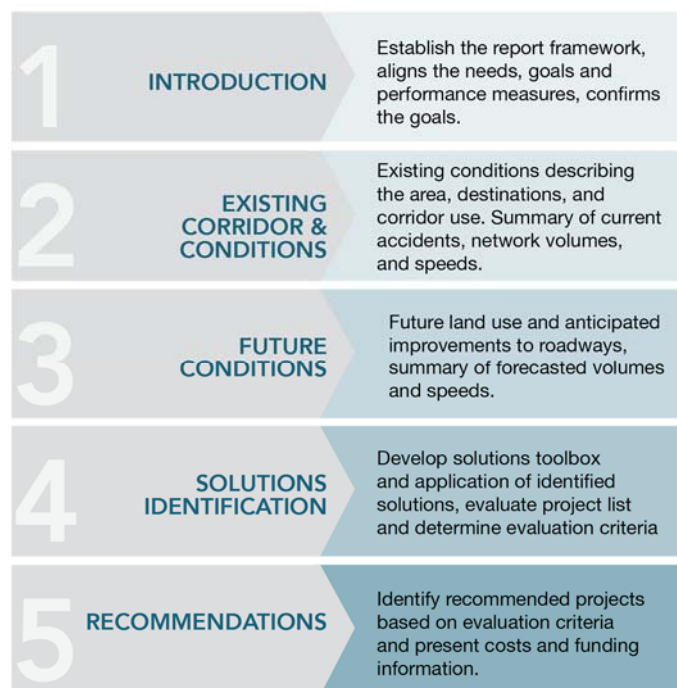 1
INTRODUCTION
Establish the report framework,
aligns the needs, goals and
performance measures, confirms
the goals.
2
EXISTING
CORRIDOR &
CONDITIONS
Existing conditions describing
the area, destinations, and
corridor use. Summary of current
accidents, network volumes,
and speeds.
3
FUTURE
CONDITIONS
Future land use and anticipated
improvements to roadways,
summary of forecasted volumes
and speeds.
4
SOLUTIONS
IDENTIFICATION
Develop solutions toolbox
and application of identified
solutions, evaluate project list
and determine evaluation criteria
5
RECOMMENDATIONS
Identify recommended projects
based on evaluation criteria
and present costs and funding
information.